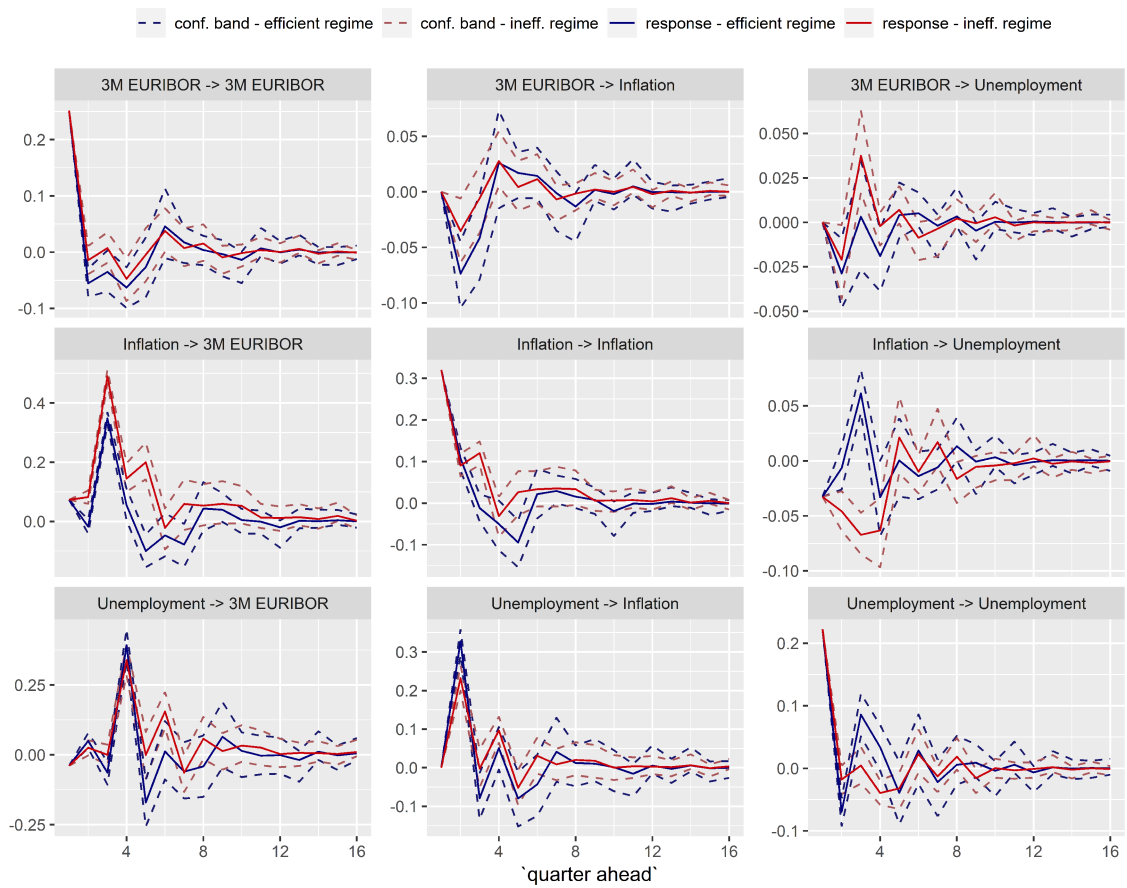 conf. band - efficient regime conf. band - ineff. regime response - efficient regime response - ineff. regime
3M EURIBOR -> 3M EURIBOR 3M EURIBOR -> Inflation 3M EURIBOR -> Unemployment
0.2 0.05 0.050
0.1 0.00 0.025
0.0 -0.05 0.000
-0.1 -0.10 -0.025
-0.050
Inflation -> 3M EURIBOR Inflation -> Inflation Inflation -> Unemployment
0.4 0.3 0.05
0.2 0.2 0.00
0.0 0.1 -0.05
0.0 -0.10
-0.1
Unemployment -> 3M EURIBOR Unemployment -> Inflation Unemployment -> Unemployment
0.25 0.3 0.2
0.00 0.2 0.1
-0.25 0.1 0.0
0.0 -0.1
-0.1
4 8 12 16 4 8 12 16 4 8 12 16
`quarter ahead`